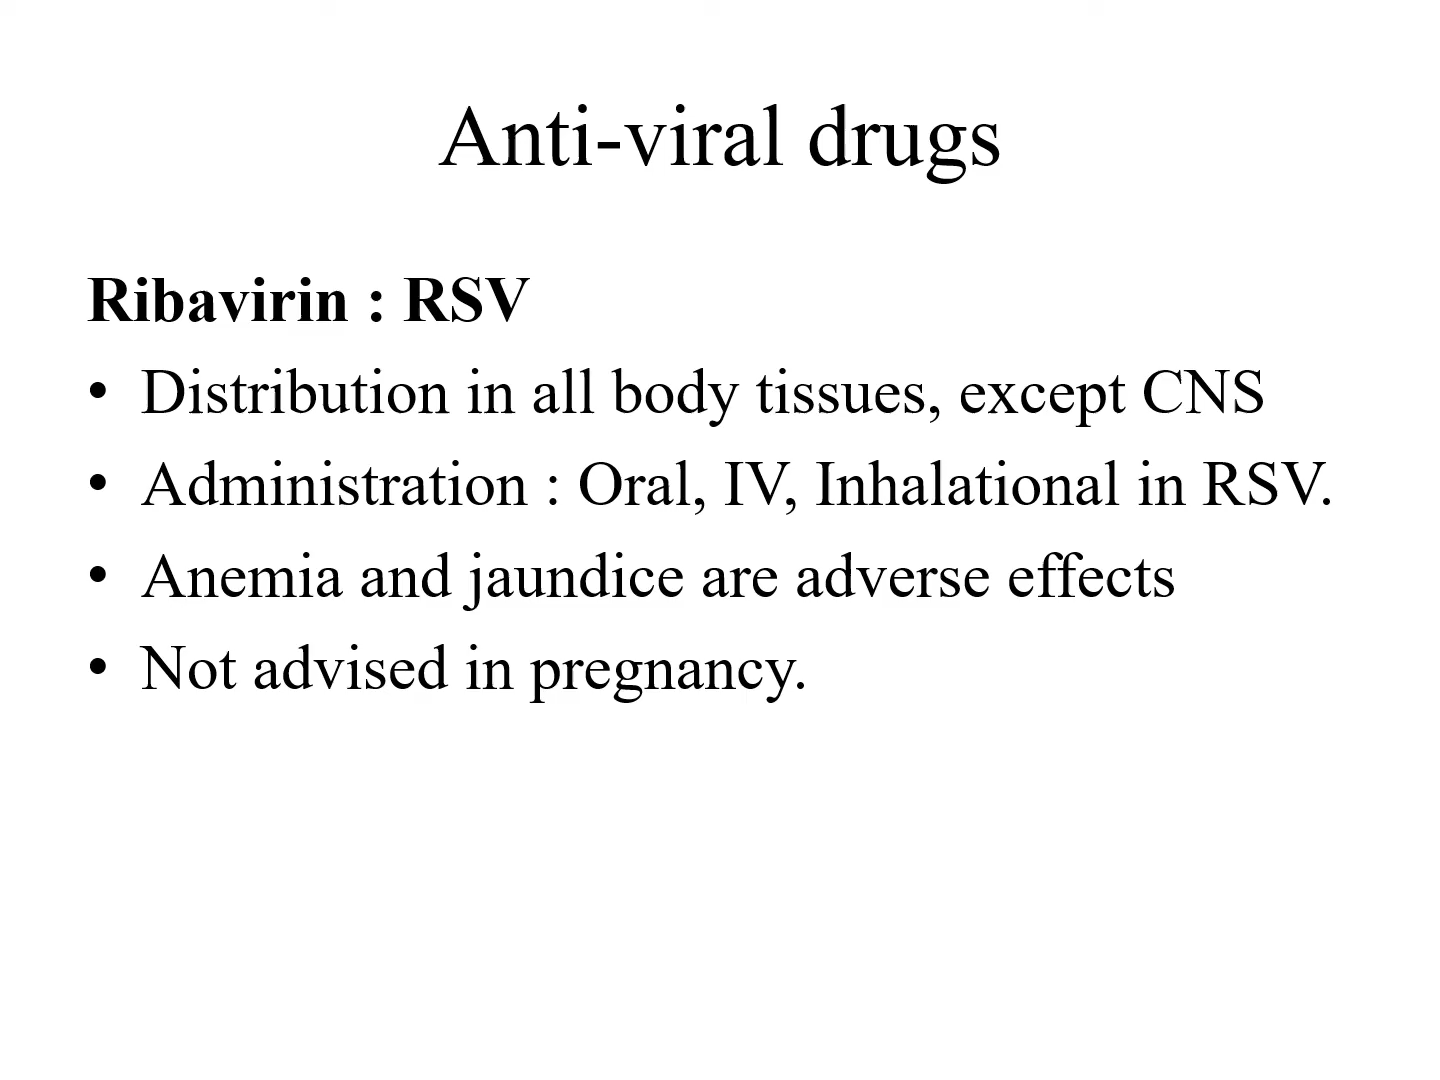 Anti-viral drugs
Ribavirin : RSV
• Distribution in all body tissues, except CNS
• Administration : Oral, IV, Inhalational in RSV.
• Anemia and jaundice are adverse effects
• Not advised in pregnancy.